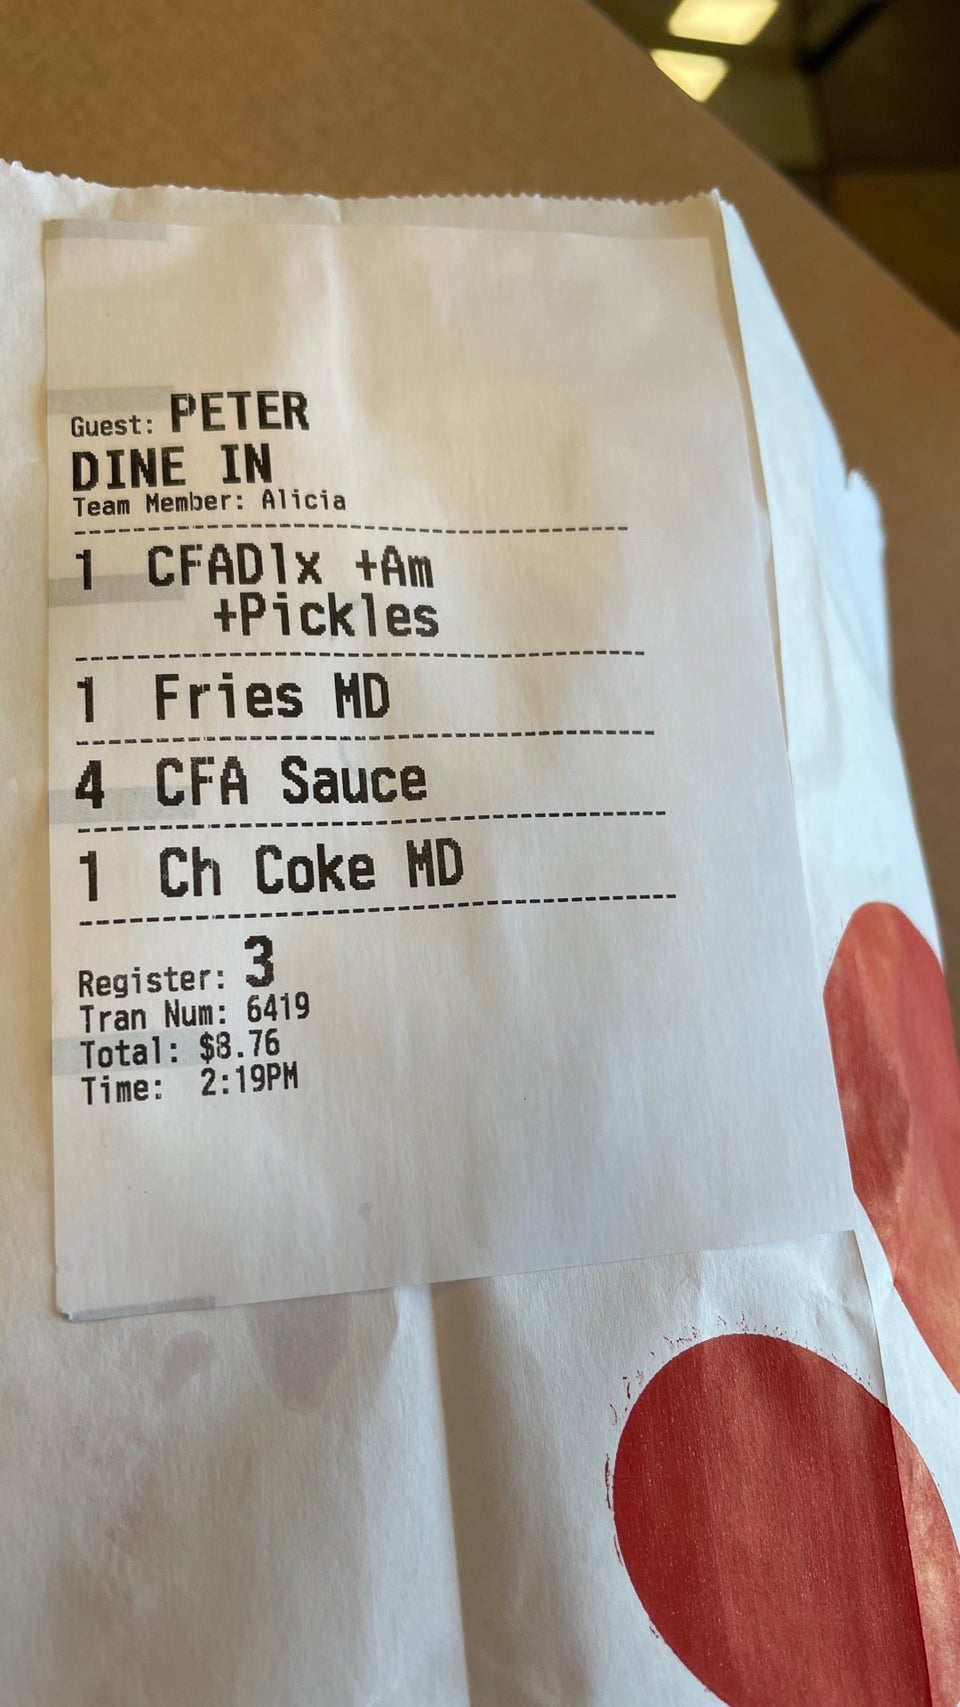 Guest: PETER
DINE IN
Team Member: Alicia
1 CFADlx +Am
+Pickles
1 Fries MD
4 CFA Sauce
1 Ch Coke MD
Register: 3
Tran Num: 6419
Total: $8.76
Time: 2:19PM